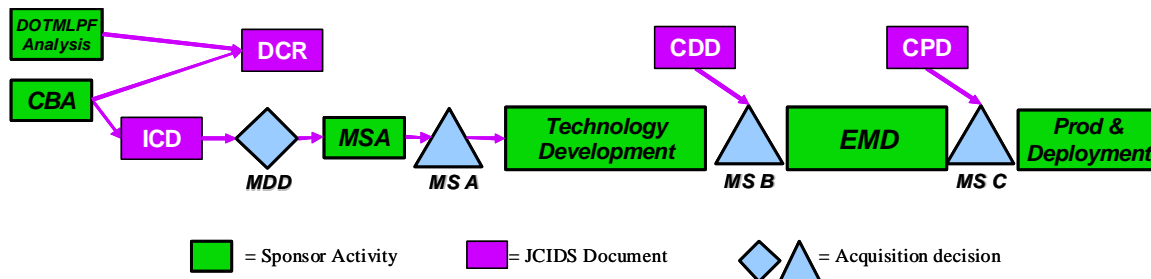 DOTMLPF
Analysis
DCR
CDD
CPD
CBA
ICD
MDD
MSA
MS A
Technology
Development
MS B
EMD
MS C
Prod &
Deployment
= Sponsor Activity
= JCIDS Document
= Acquisition decision